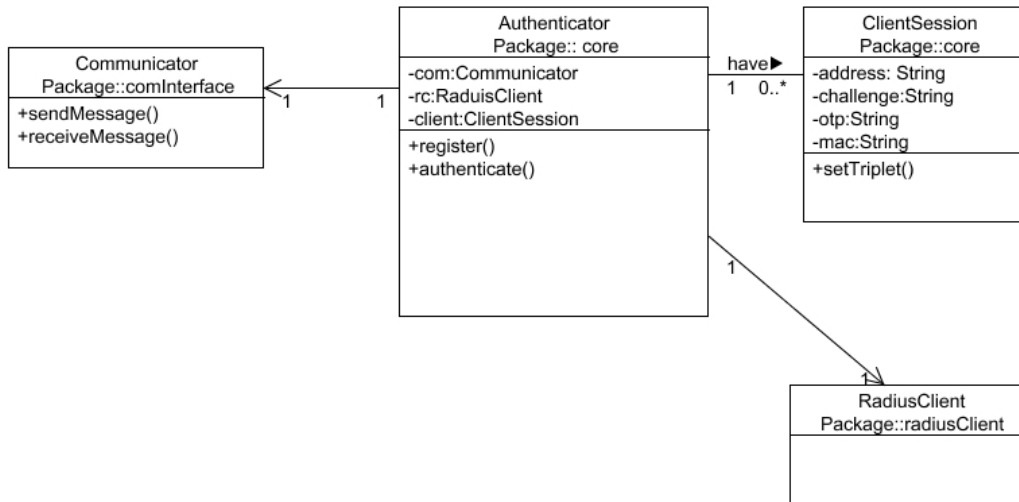 Communicator
Package::comInterface
+sendMessage()
+receiveMessage()
1
1
Authenticator
Package:: core
-com:Communicator
-rc:RaduisClient
-client:ClientSession
+register()
+authenticate()
have▶
1 0..*
ClientSession
Package::core
-address: String
-challenge:String
-otp:String
-mac:String
+setTriplet()
1
1
RadiusClient
Package::radiusClient